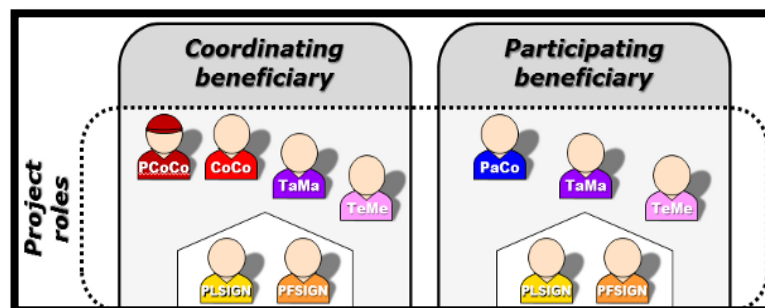 Coordinating
beneficiary
Participating
beneficiary
Project
roles
PCoCo
CoCo
TaMa
TeMe
PaCo
TaMa
TeMe
PLSIGN
PFSIGN
PLSIGN
PFSIGN